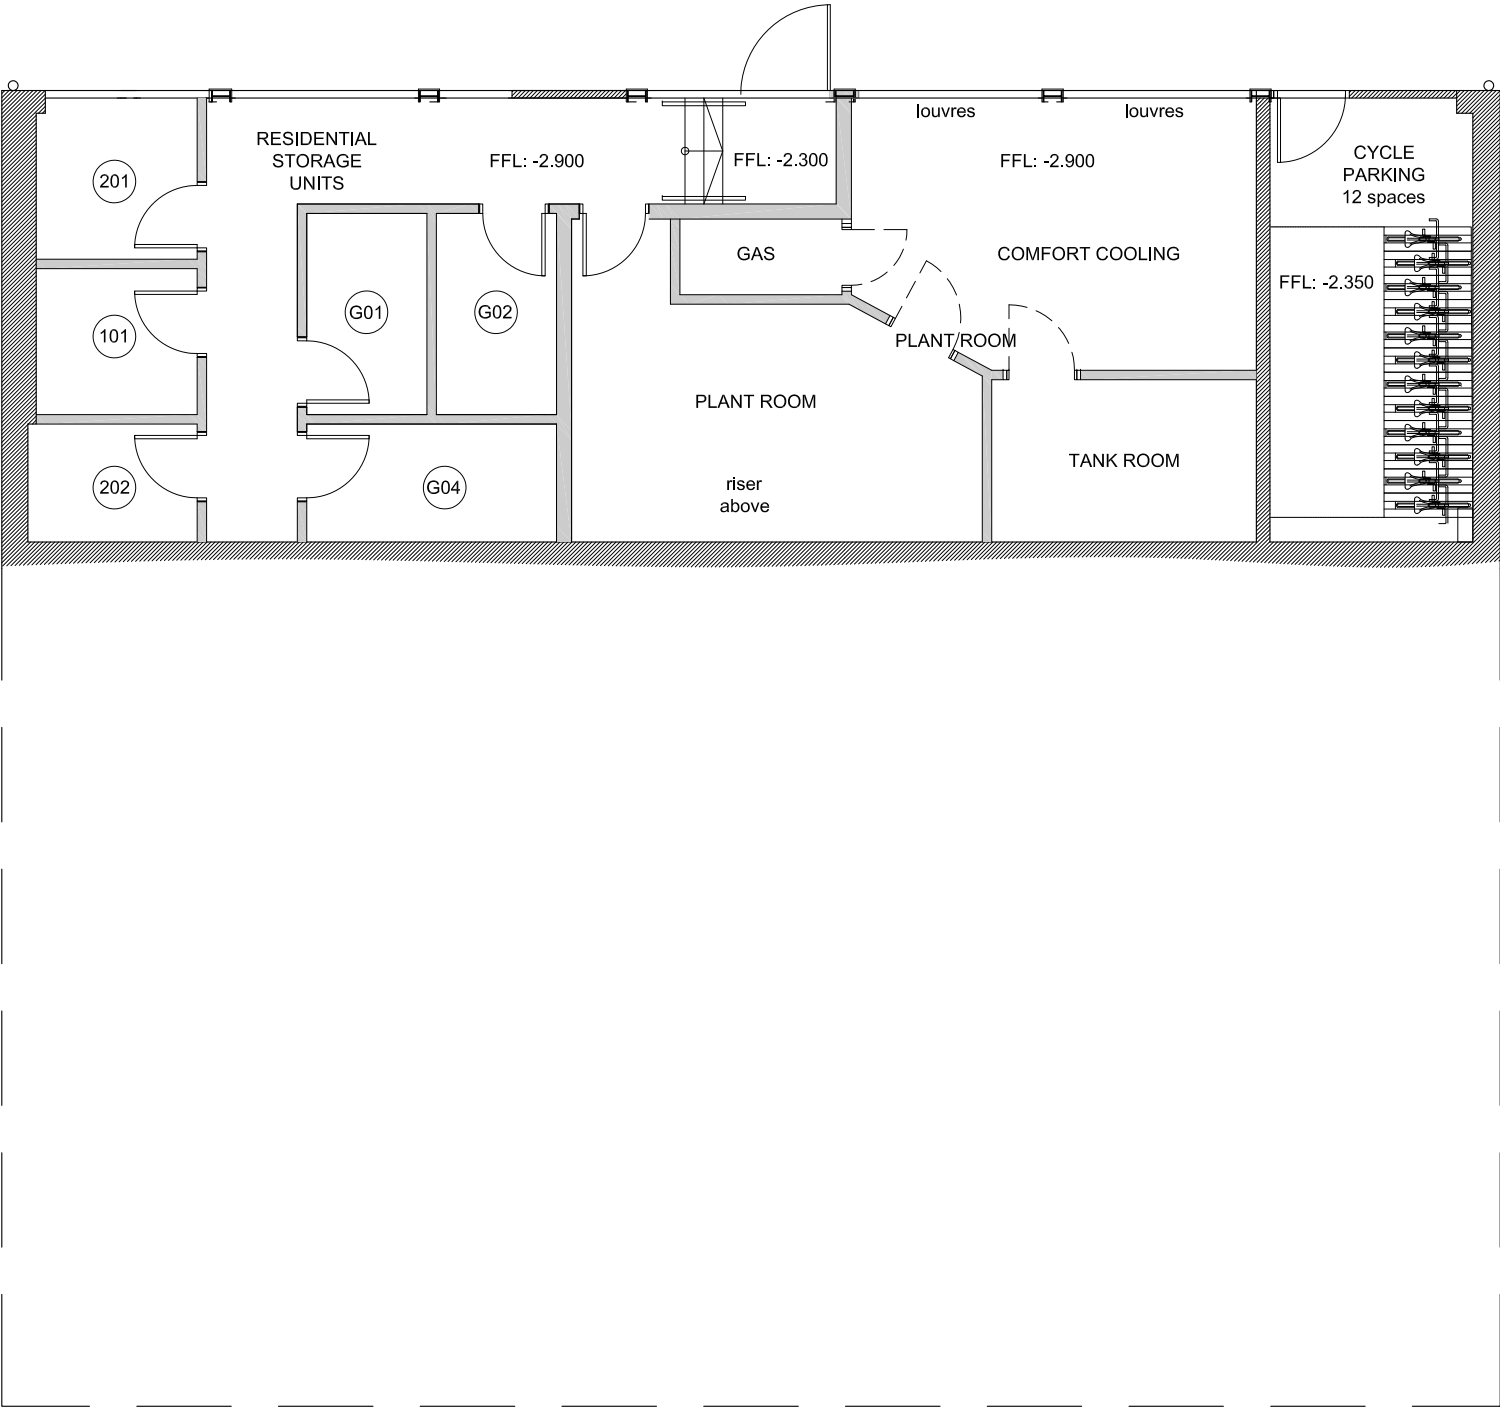 louvres
louvres
RESIDENTIAL
STORAGE
UNITS
FFL: -2.900
FFL: -2.300
FFL: -2.900
CYCLE
PARKING
12 spaces
201
GAS
COMFORT COOLING
FFL: -2.350
G01
G02
101
PLANT ROOM
PLANT ROOM
TANK ROOM
202
G04
riser
above